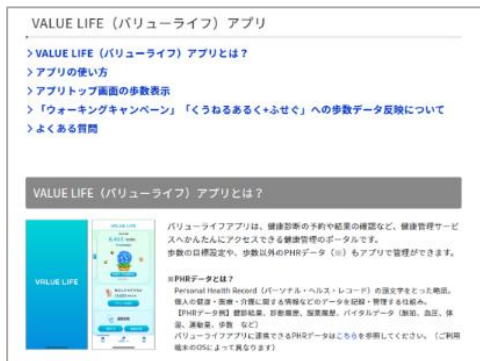 VALUE LIFE（バリューライフ）アプリ
> VALUE LIFE（バリューライフ）アプリとは？
> アプリの使い方
> アプリトップ画面の歩数表示
> 「ウォーキングキャンペーン」「くうねるあるく+ふせぐ」への歩数データ反映について
> よくある質問
VALUE LIFE（バリューライフ）アプリとは？
VALUE LIFE
VALUE LIFE
バリューライフアプリは、健康診断の予約や結果の確認など、健康管理サービ
スへかんたんにアクセスできる健康管理のポータルです。
歩数の目標設定や、歩数以外のPHRデータ（※）もアプリで管理ができます。
※PHRデータとは？
Personal Health Record（パーソナル・ヘルス・レコード）の頭文字をとった略語。
個人の健康・医療・介護に関する情報などのデータを記録・管理する仕組み。
【PHRデータ例】健診結果、診断履歴、服薬履歴、バイタルデータ（脈拍、血圧、体
温、運動量、歩数 など）
バリューライフアプリに連携できるPHRデータはこちらを参照してください。（ご利用
端末のOSによって異なります）